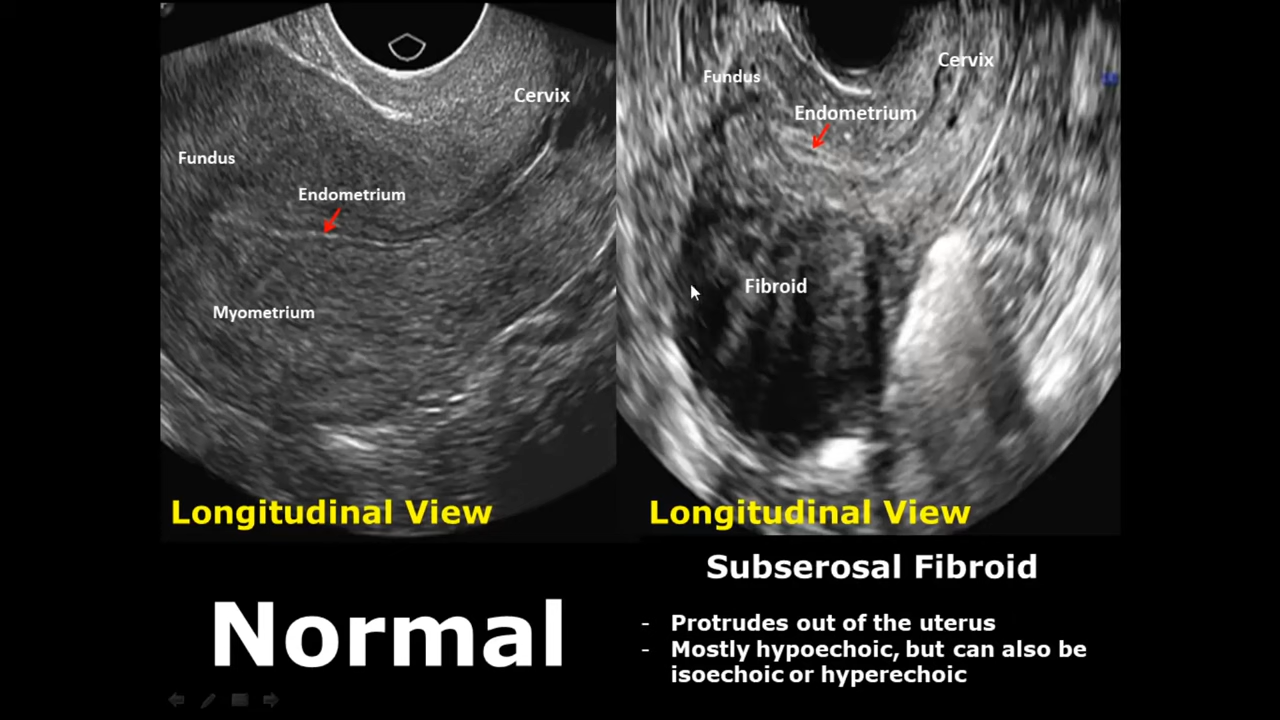 Fundus
Endometrium
Cervix
Myometrium
Longitudinal View
Normal
Fundus
Cervix
Endometrium
Fibroid
Longitudinal View
Subserosal Fibroid
- Protrudes out of the uterus
- Mostly hypoechoic, but can also be
isoechoic or hyperechoic